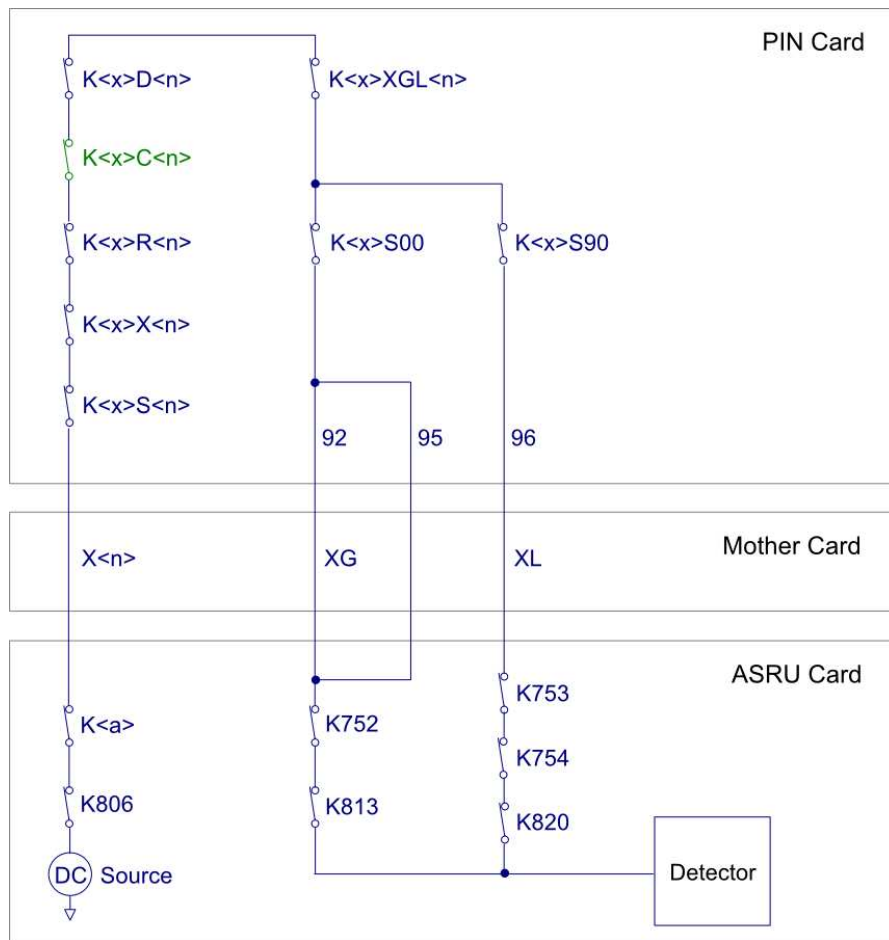 PIN Card
K<x>D<n>
K<x>XGL<n>
K<x>C<n>
K<x>R<n>
K<x>S00
K<x>S90
K<x>X<n>
K<x>S<n>
92
95
96
Mother Card
X<n>
XG
XL
ASRU Card
K753
K<a>
K752
K754
K806
K813
K820
DC
Source
Detector